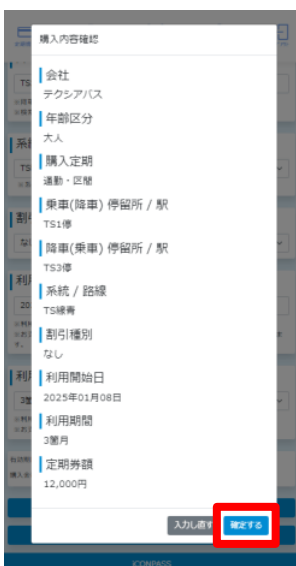 購入内容確認
会社
テクシアバス
年齢区分
大人
購入定期
通勤・区間
乗車(降車) 停留所 / 駅
TS1停
降車(乗車) 停留所 / 駅
TS3停
系統 / 路線
TS線青
割引種別
なし
利用開始日
2025年01月08日
利用期間
3箇月
定期券額
12,000円
入力し直す
確定する
iCONPASS